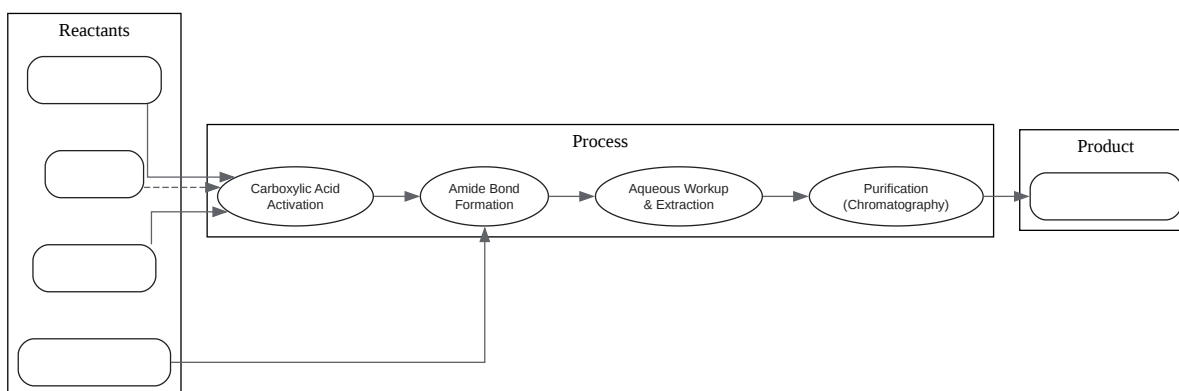 Reactants
Process
Product
Carboxylic Acid
Activation
Amide Bond
Formation
Aqueous Workup
& Extraction
Purification
(Chromatography)